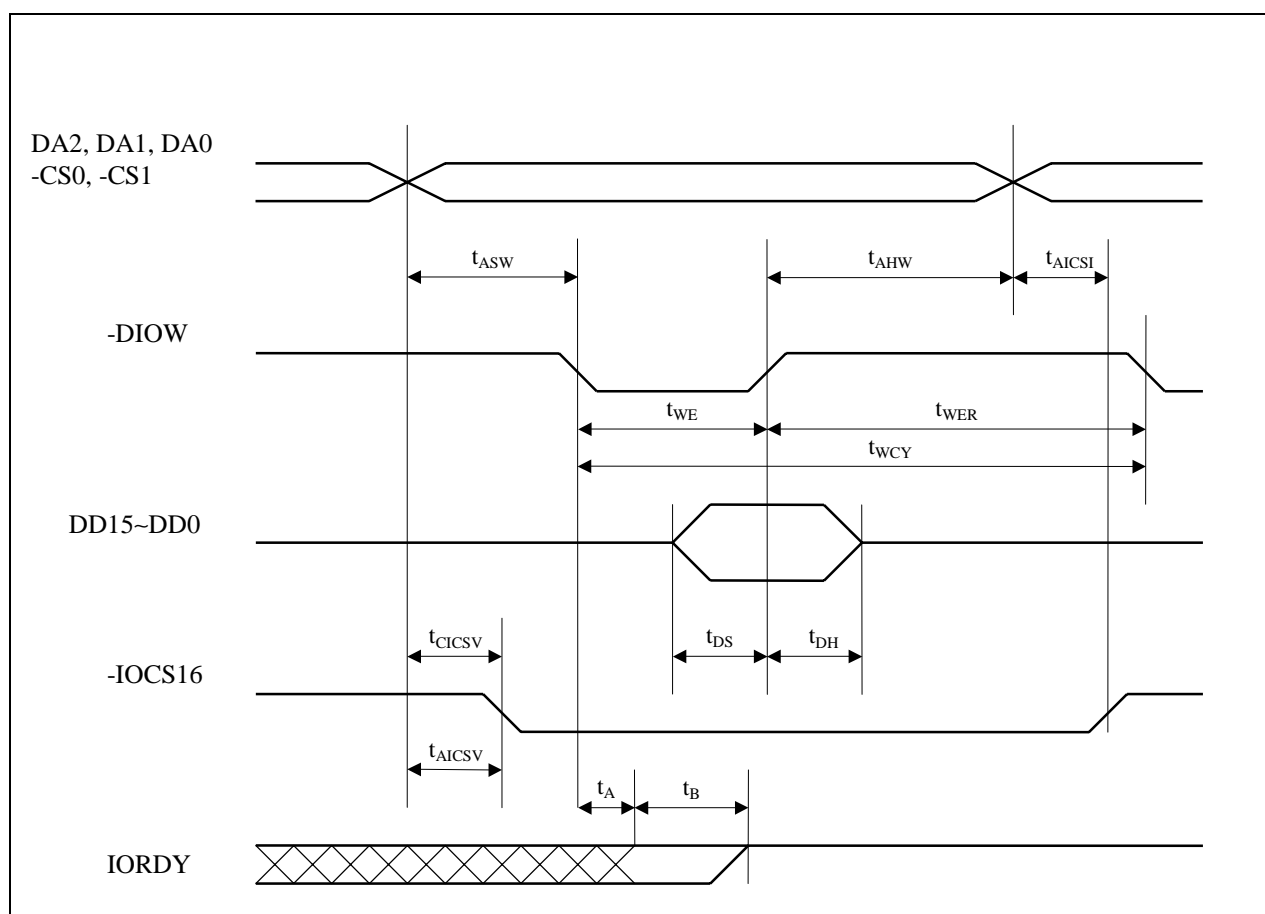 DA2, DA1, DA0
-CS0, -CS1
tASW
tAHW
tAICSI
-DIOW
tWE
tWER
tWCY
DD15~DD0
tCICSV
tDS
tDH
-IOCS16
tAICSV
tA
tB
IORDY